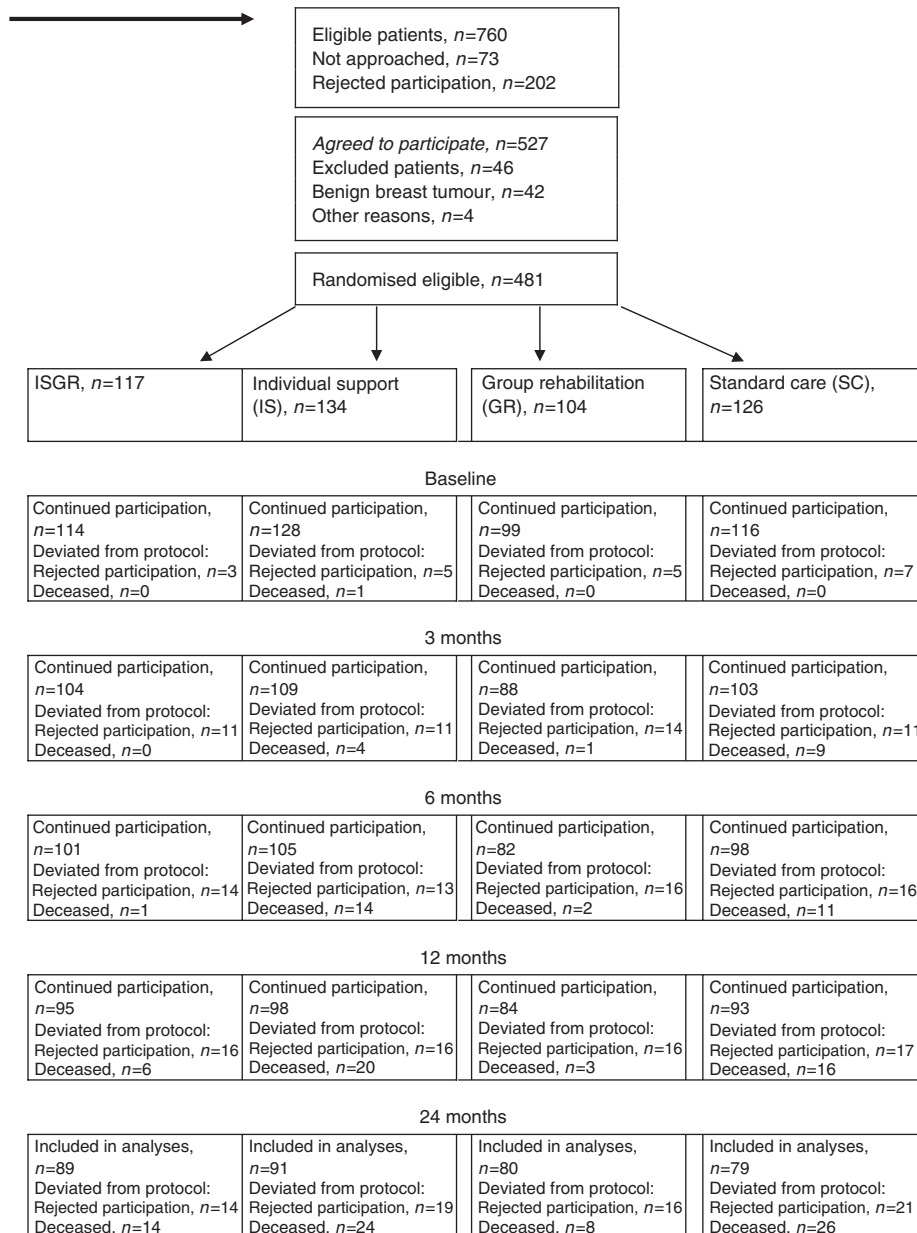 Eligible patients, n=760
Not approached, n=73
Rejected participation, n=202
Agreed to participate, n=527
Excluded patients, n=46
Benign breast tumour, n=42
Other reasons, n=4
Randomised eligible, n=481
ISGR, n=117
Individual support
(IS), n=134
Group rehabilitation
(GR), n=104
Standard care (SC),
n=126
Baseline
Continued participation,
n=114
Deviated from protocol:
Rejected participation, n=3
Deceased, n=0
Continued participation,
n=128
Deviated from protocol:
Rejected participation, n=5
Deceased, n=1
Continued participation,
n=99
Deviated from protocol:
Rejected participation, n=5
Deceased, n=0
Continued participation,
n=116
Deviated from protocol:
Rejected participation, n=7
Deceased, n=0
3 months
Continued participation,
n=104
Deviated from protocol:
Rejected participation, n=11
Deceased, n=0
Continued participation,
n=109
Deviated from protocol:
Rejected participation, n=11
Deceased, n=4
Continued participation,
n=88
Deviated from protocol:
Rejected participation, n=14
Deceased, n=1
Continued participation,
n=103
Deviated from protocol:
Rejected participation, n=11
Deceased, n=9
6 months
Continued participation,
n=101
Deviated from protocol:
Rejected participation, n=14
Deceased, n=1
Continued participation,
n=105
Deviated from protocol:
Rejected participation, n=13
Deceased, n=14
Continued participation,
n=82
Deviated from protocol:
Rejected participation, n=16
Deceased, n=2
Continued participation,
n=98
Deviated from protocol:
Rejected participation, n=16
Deceased, n=11
12 months
Continued participation,
n=95
Deviated from protocol:
Rejected participation, n=16
Deceased, n=6
Continued participation,
n=98
Deviated from protocol:
Rejected participation, n=16
Deceased, n=20
Continued participation,
n=84
Deviated from protocol:
Rejected participation, n=16
Deceased, n=3
Continued participation,
n=93
Deviated from protocol:
Rejected participation, n=17
Deceased, n=16
24 months
Included in analyses,
n=89
Deviated from protocol:
Rejected participation, n=14
Deceased, n=14
Included in analyses,
n=91
Deviated from protocol:
Rejected participation, n=19
Deceased, n=24
Included in analyses,
n=80
Deviated from protocol:
Rejected participation, n=16
Deceased, n=8
Included in analyses,
n=79
Deviated from protocol:
Rejected participation, n=21
Deceased, n=26